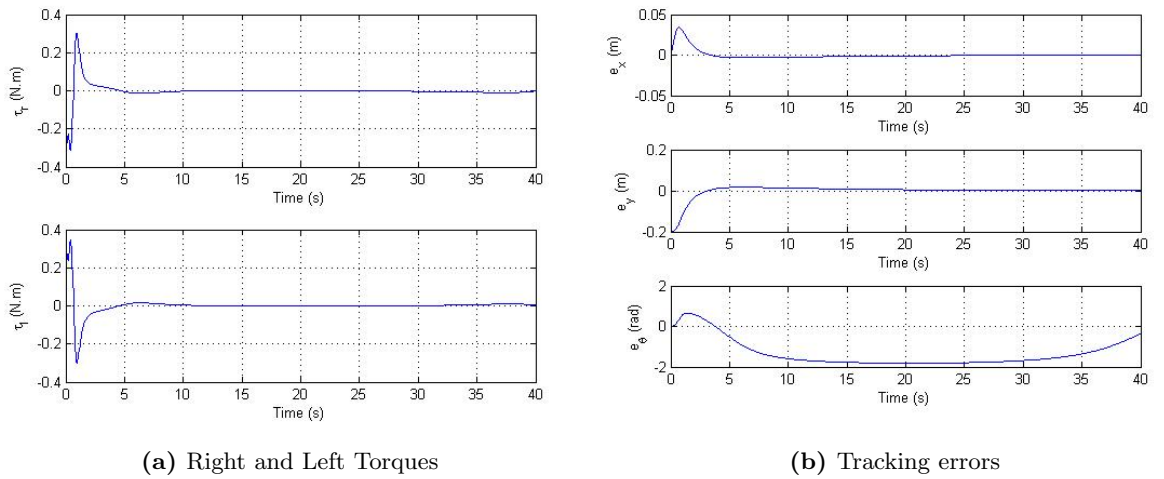 0.4
0.2
0
-0.2
-0.4
τr (N.m)
0 5 10 15 20 25 30 35 40
Time (s)
0.4
0.2
0
-0.2
-0.4
τl (N.m)
0 5 10 15 20 25 30 35 40
Time (s)
(a) Right and Left Torques
0.05
0
-0.05
ex (m)
0 5 10 15 20 25 30 35 40
Time (s)
0.2
0
-0.2
ey (m)
0 5 10 15 20 25 30 35 40
Time (s)
2
0
-2
eθ (rad)
0 5 10 15 20 25 30 35 40
Time (s)
(b) Tracking errors